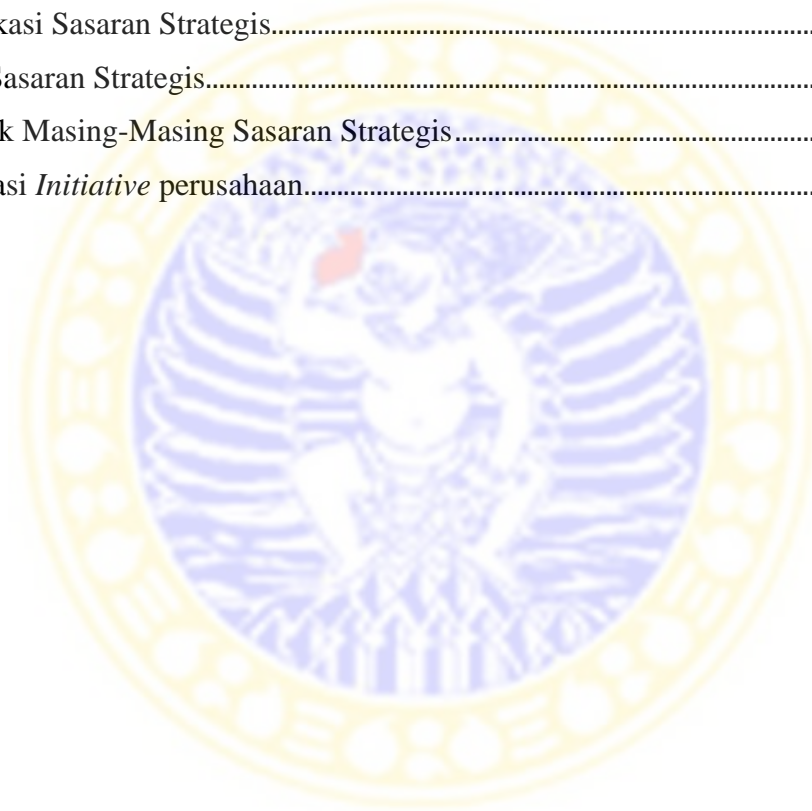 kasi Sasaran Strategis................................................................................
Sasaran Strategis.........................................................................................
k Masing-Masing Sasaran Strategis....................................................
asi Initiative perusahaan............................................................................